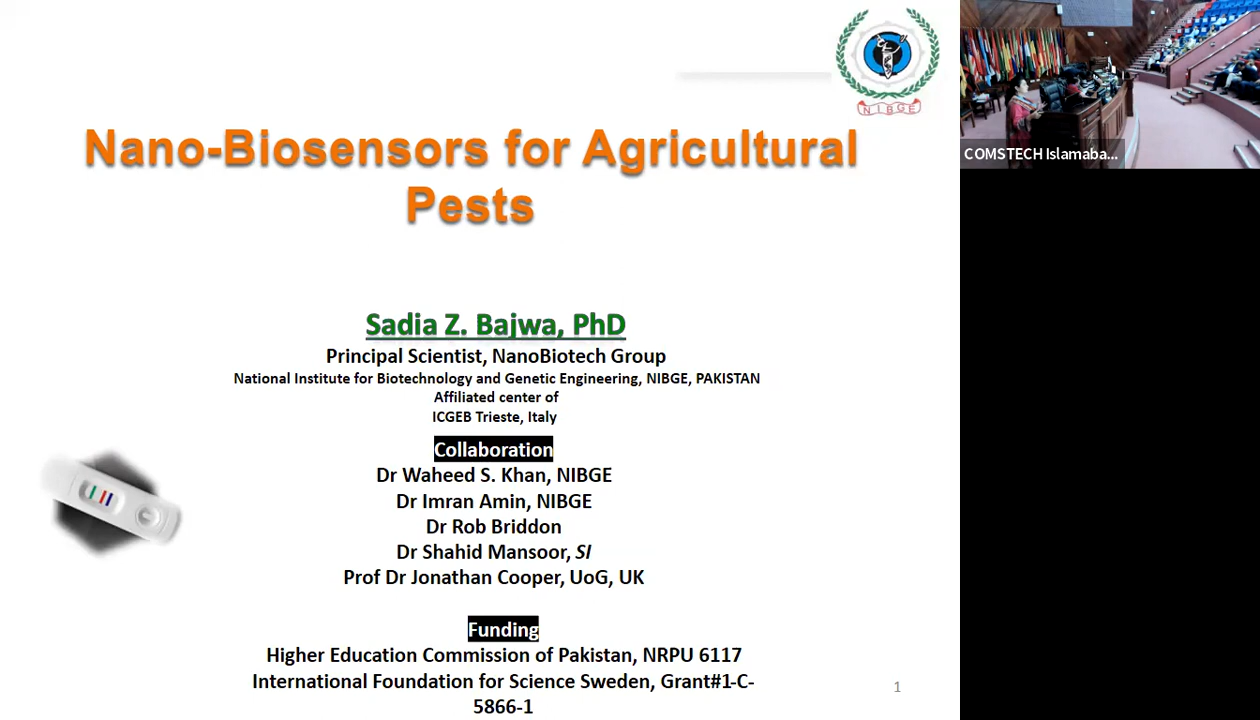 NIBGE
COMSTECH Islamaba...
Nano-Biosensors for Agricultural
Pests
Sadia Z. Bajwa, PhD
Principal Scientist, NanoBiotech Group
National Institute for Biotechnology and Genetic Engineering, NIBGE, PAKISTAN
Affiliated center of
ICGEB Trieste, Italy
Collaboration
Dr Waheed S. Khan, NIBGE
Dr Imran Amin, NIBGE
Dr Rob Briddon
Dr Shahid Mansoor, SI
Prof Dr Jonathan Cooper, UoG, UK
Funding
Higher Education Commission of Pakistan, NRPU 6117
International Foundation for Science Sweden, Grant#1-C-
5866-1
1